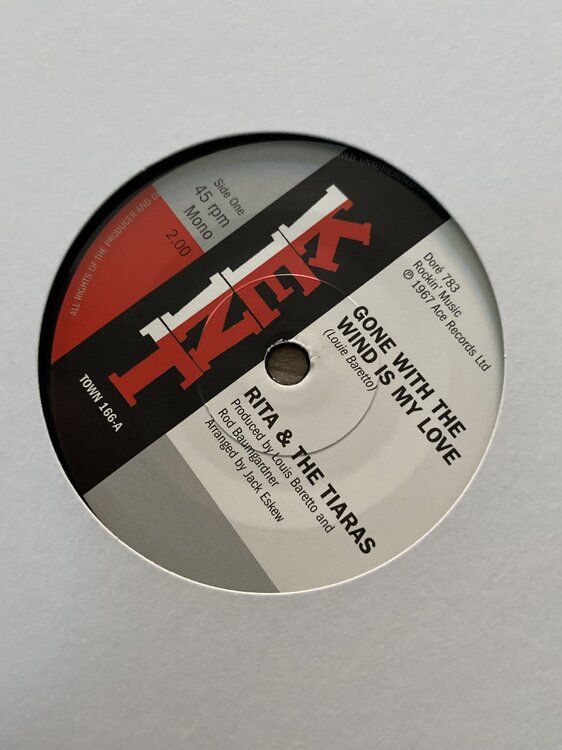 KENT
Side One
45 rpm
Mono
2.00
ALL RIGHTS OF THE PRODUCER AND O
VED. UNAUTHORISED
TOWN 166-A
Doré 783
Rockin' Music
℗ 1967 Ace Records Ltd
GONE WITH THE
WIND IS MY LOVE
(Louie Baretto)
RITA & THE TIARAS
Produced by Louis Baretto and
Rod Baumgardner
Arranged by Jack Eskew